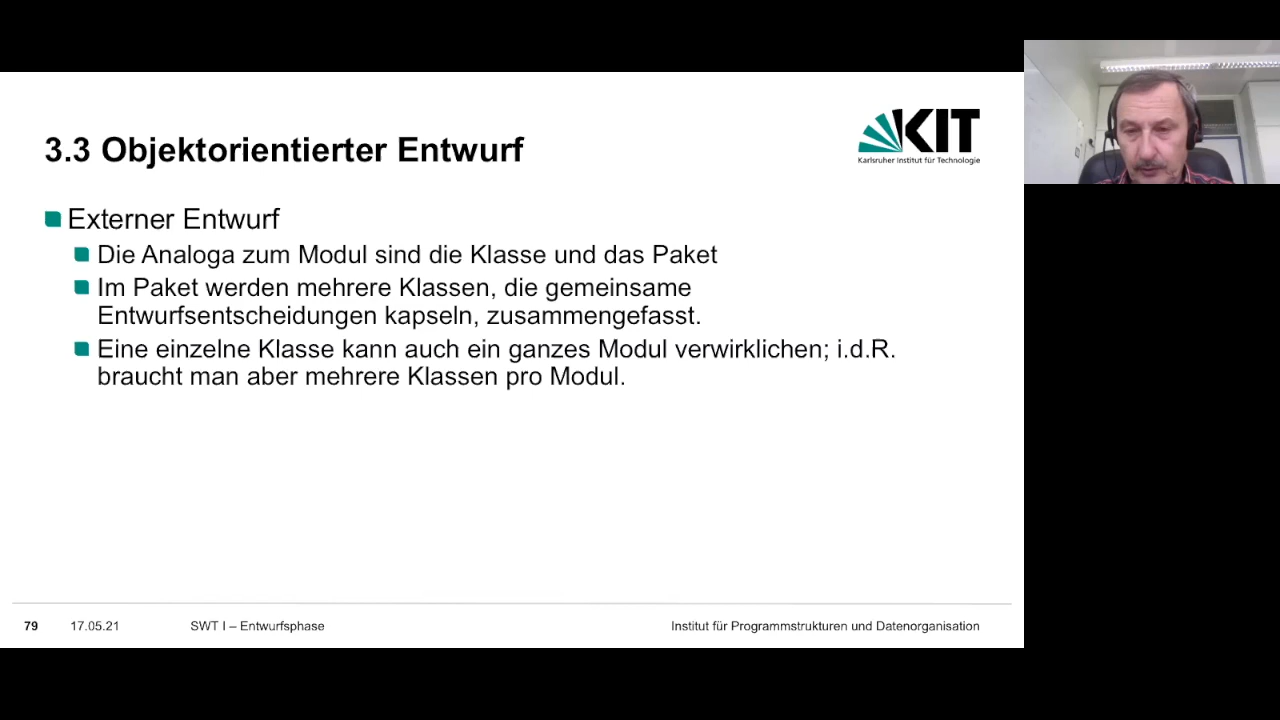 3.3 Objektorientierter Entwurf
KIT
Karlsruher Institut für Technologie
Externer Entwurf
Die Analoga zum Modul sind die Klasse und das Paket
Im Paket werden mehrere Klassen, die gemeinsame
Entwurfsentscheidungen kapseln, zusammengefasst.
Eine einzelne Klasse kann auch ein ganzes Modul verwirklichen; i.d.R.
braucht man aber mehrere Klassen pro Modul.
79 17.05.21 SWT I – Entwurfsphase Institut für Programmstrukturen und Datenorganisation